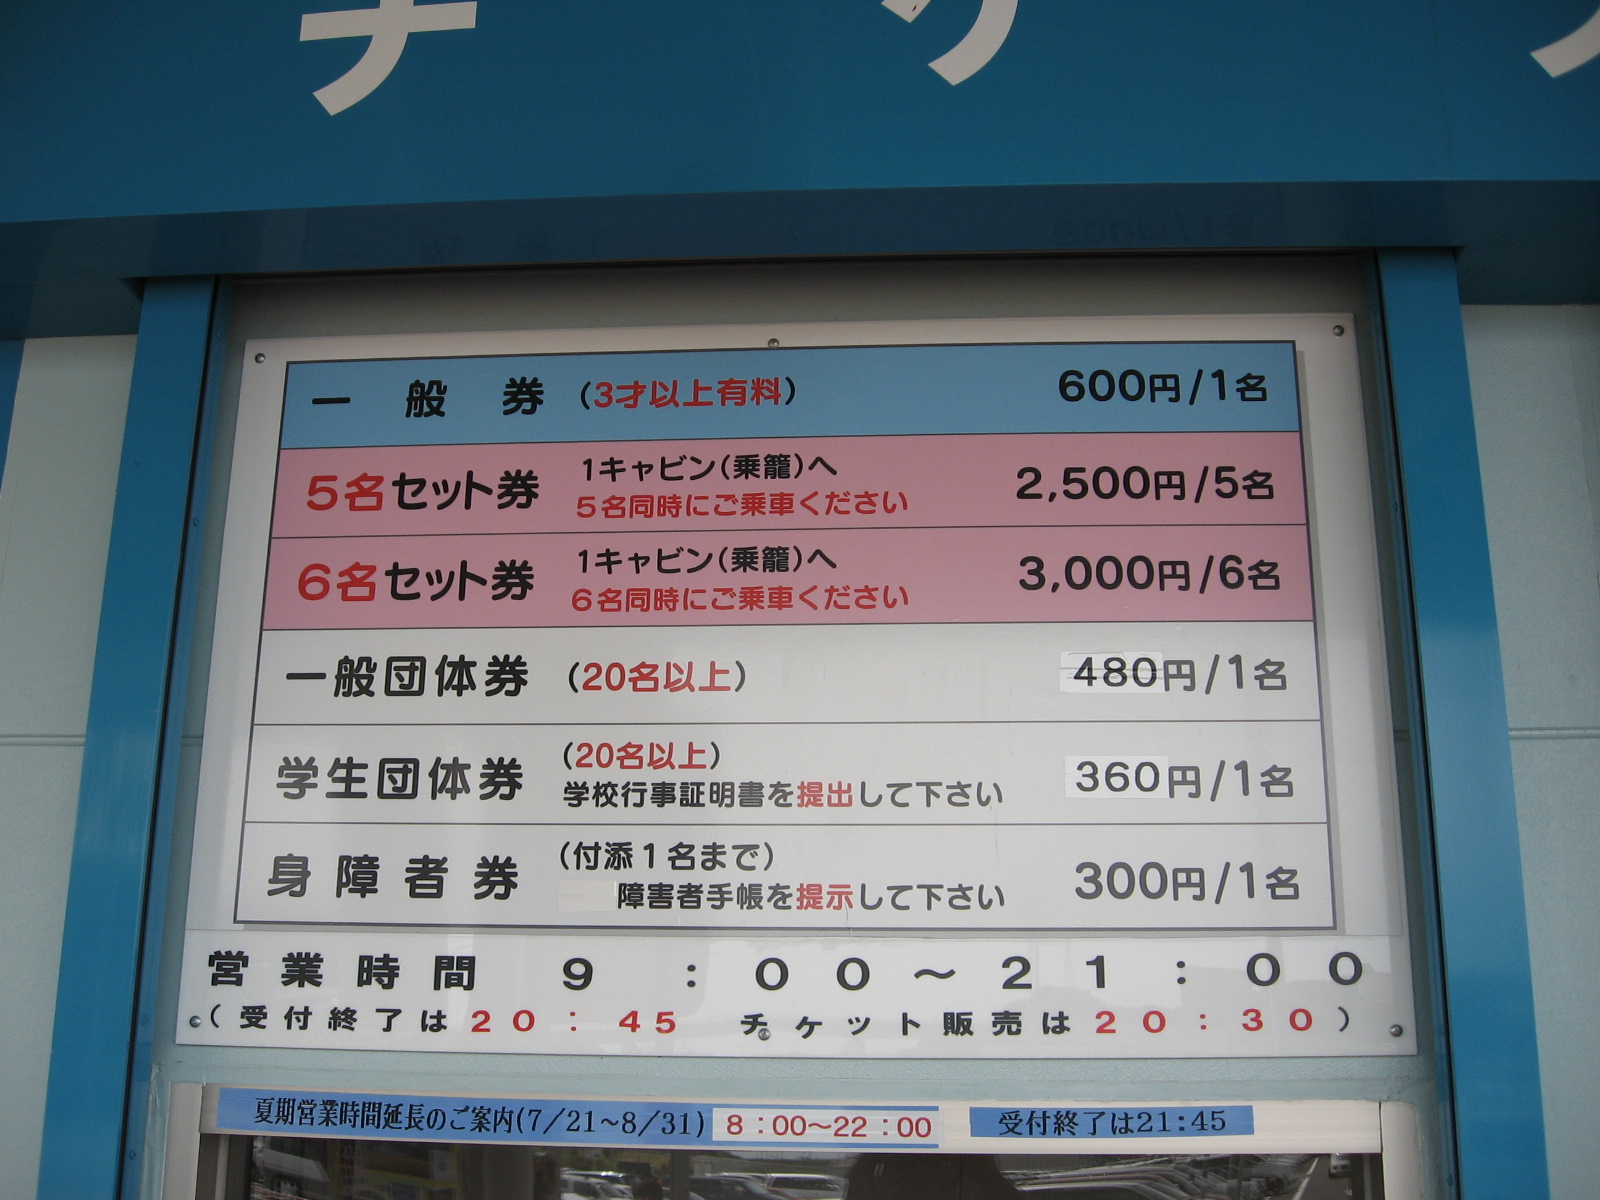 チケッ
一般券 (3才以上有料) 600円/1名
5名セット券 1キャビン(乗籠)へ 2,500円/5名
5名同時にご乗車ください
6名セット券 1キャビン(乗籠)へ 3,000円/6名
6名同時にご乗車ください
一般団体券 (20名以上) 480円/1名
学生団体券 (20名以上) 360円/1名
学校行事証明書を提出して下さい
身障者券 (付添1名まで) 300円/1名
障害者手帳を提示して下さい
営業時間 9:00~21:00
(受付終了は20:45 チケット販売は20:30)
夏期営業時間延長のご案内(7/21~8/31) 8:00~22:00 受付終了は21:45